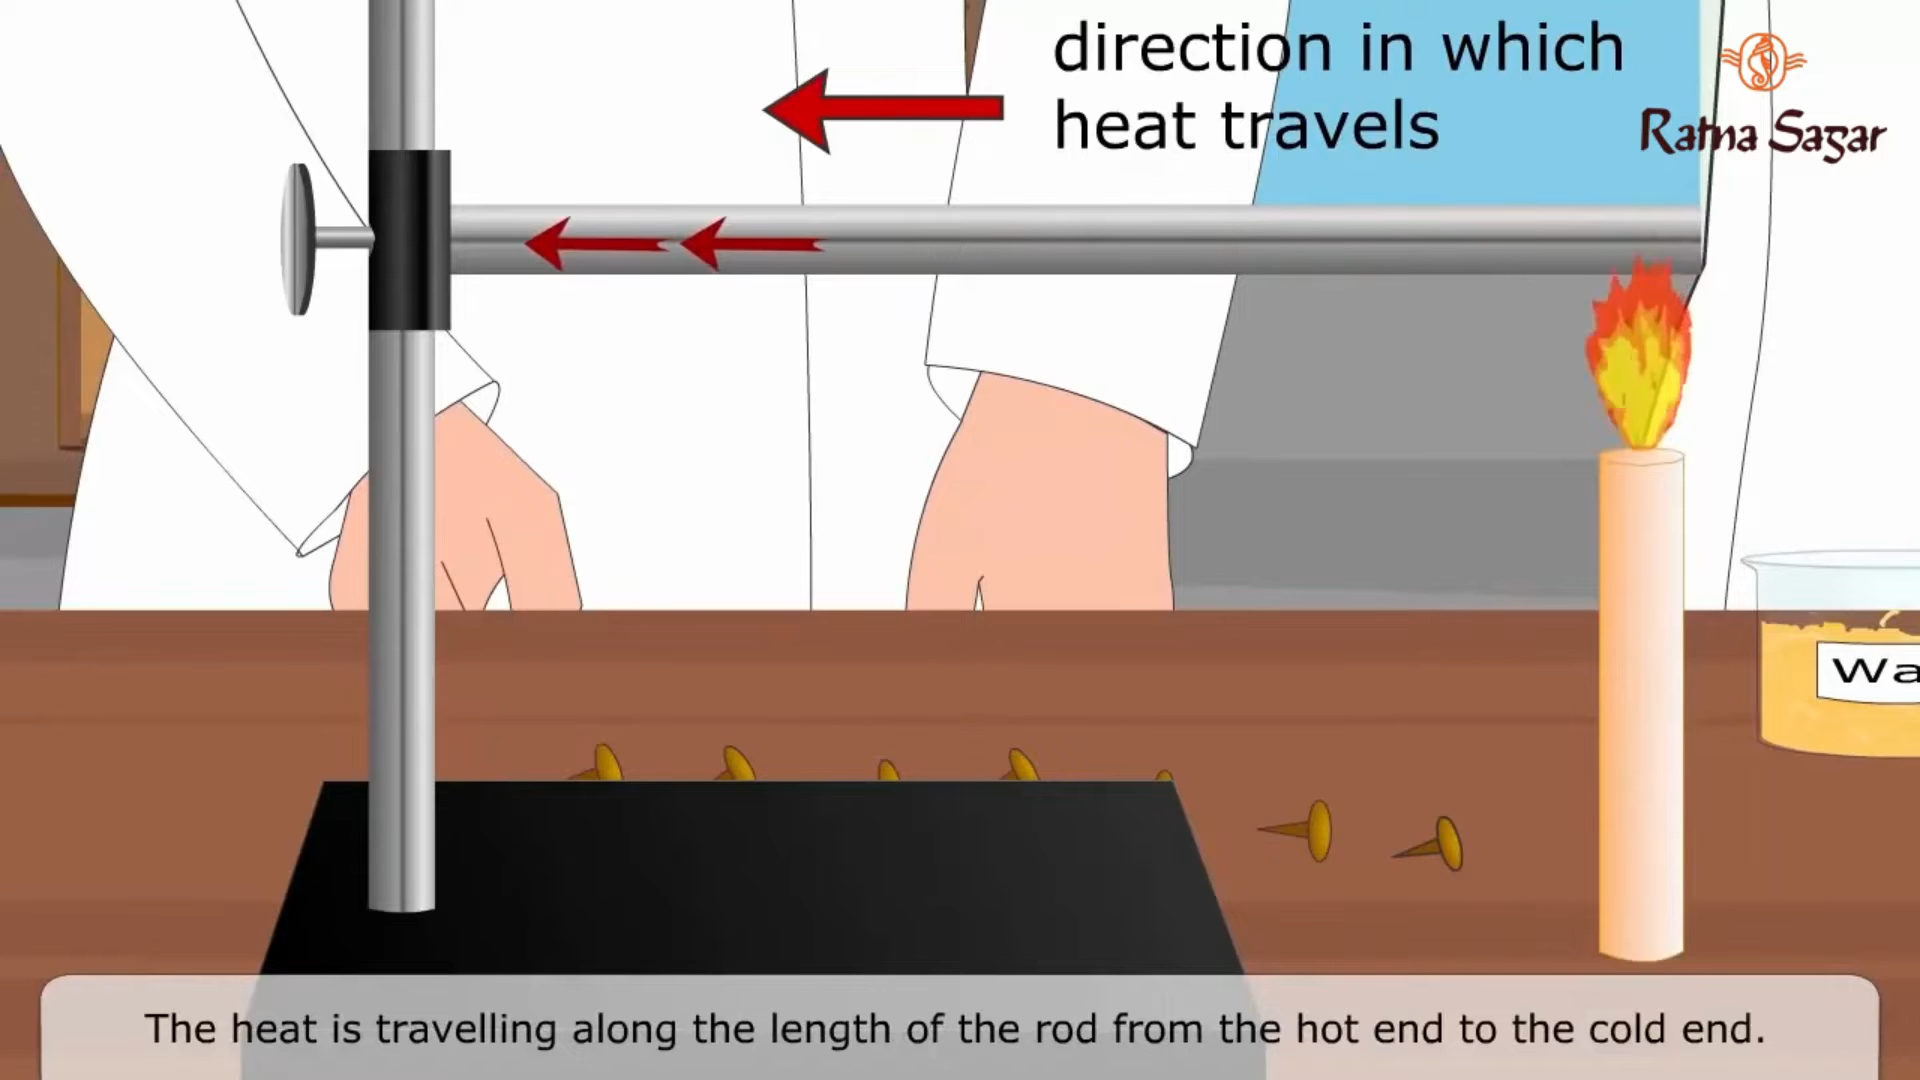 direction in which
heat travels
Ratna Sagar
Wa
The heat is travelling along the length of the rod from the hot end to the cold end.